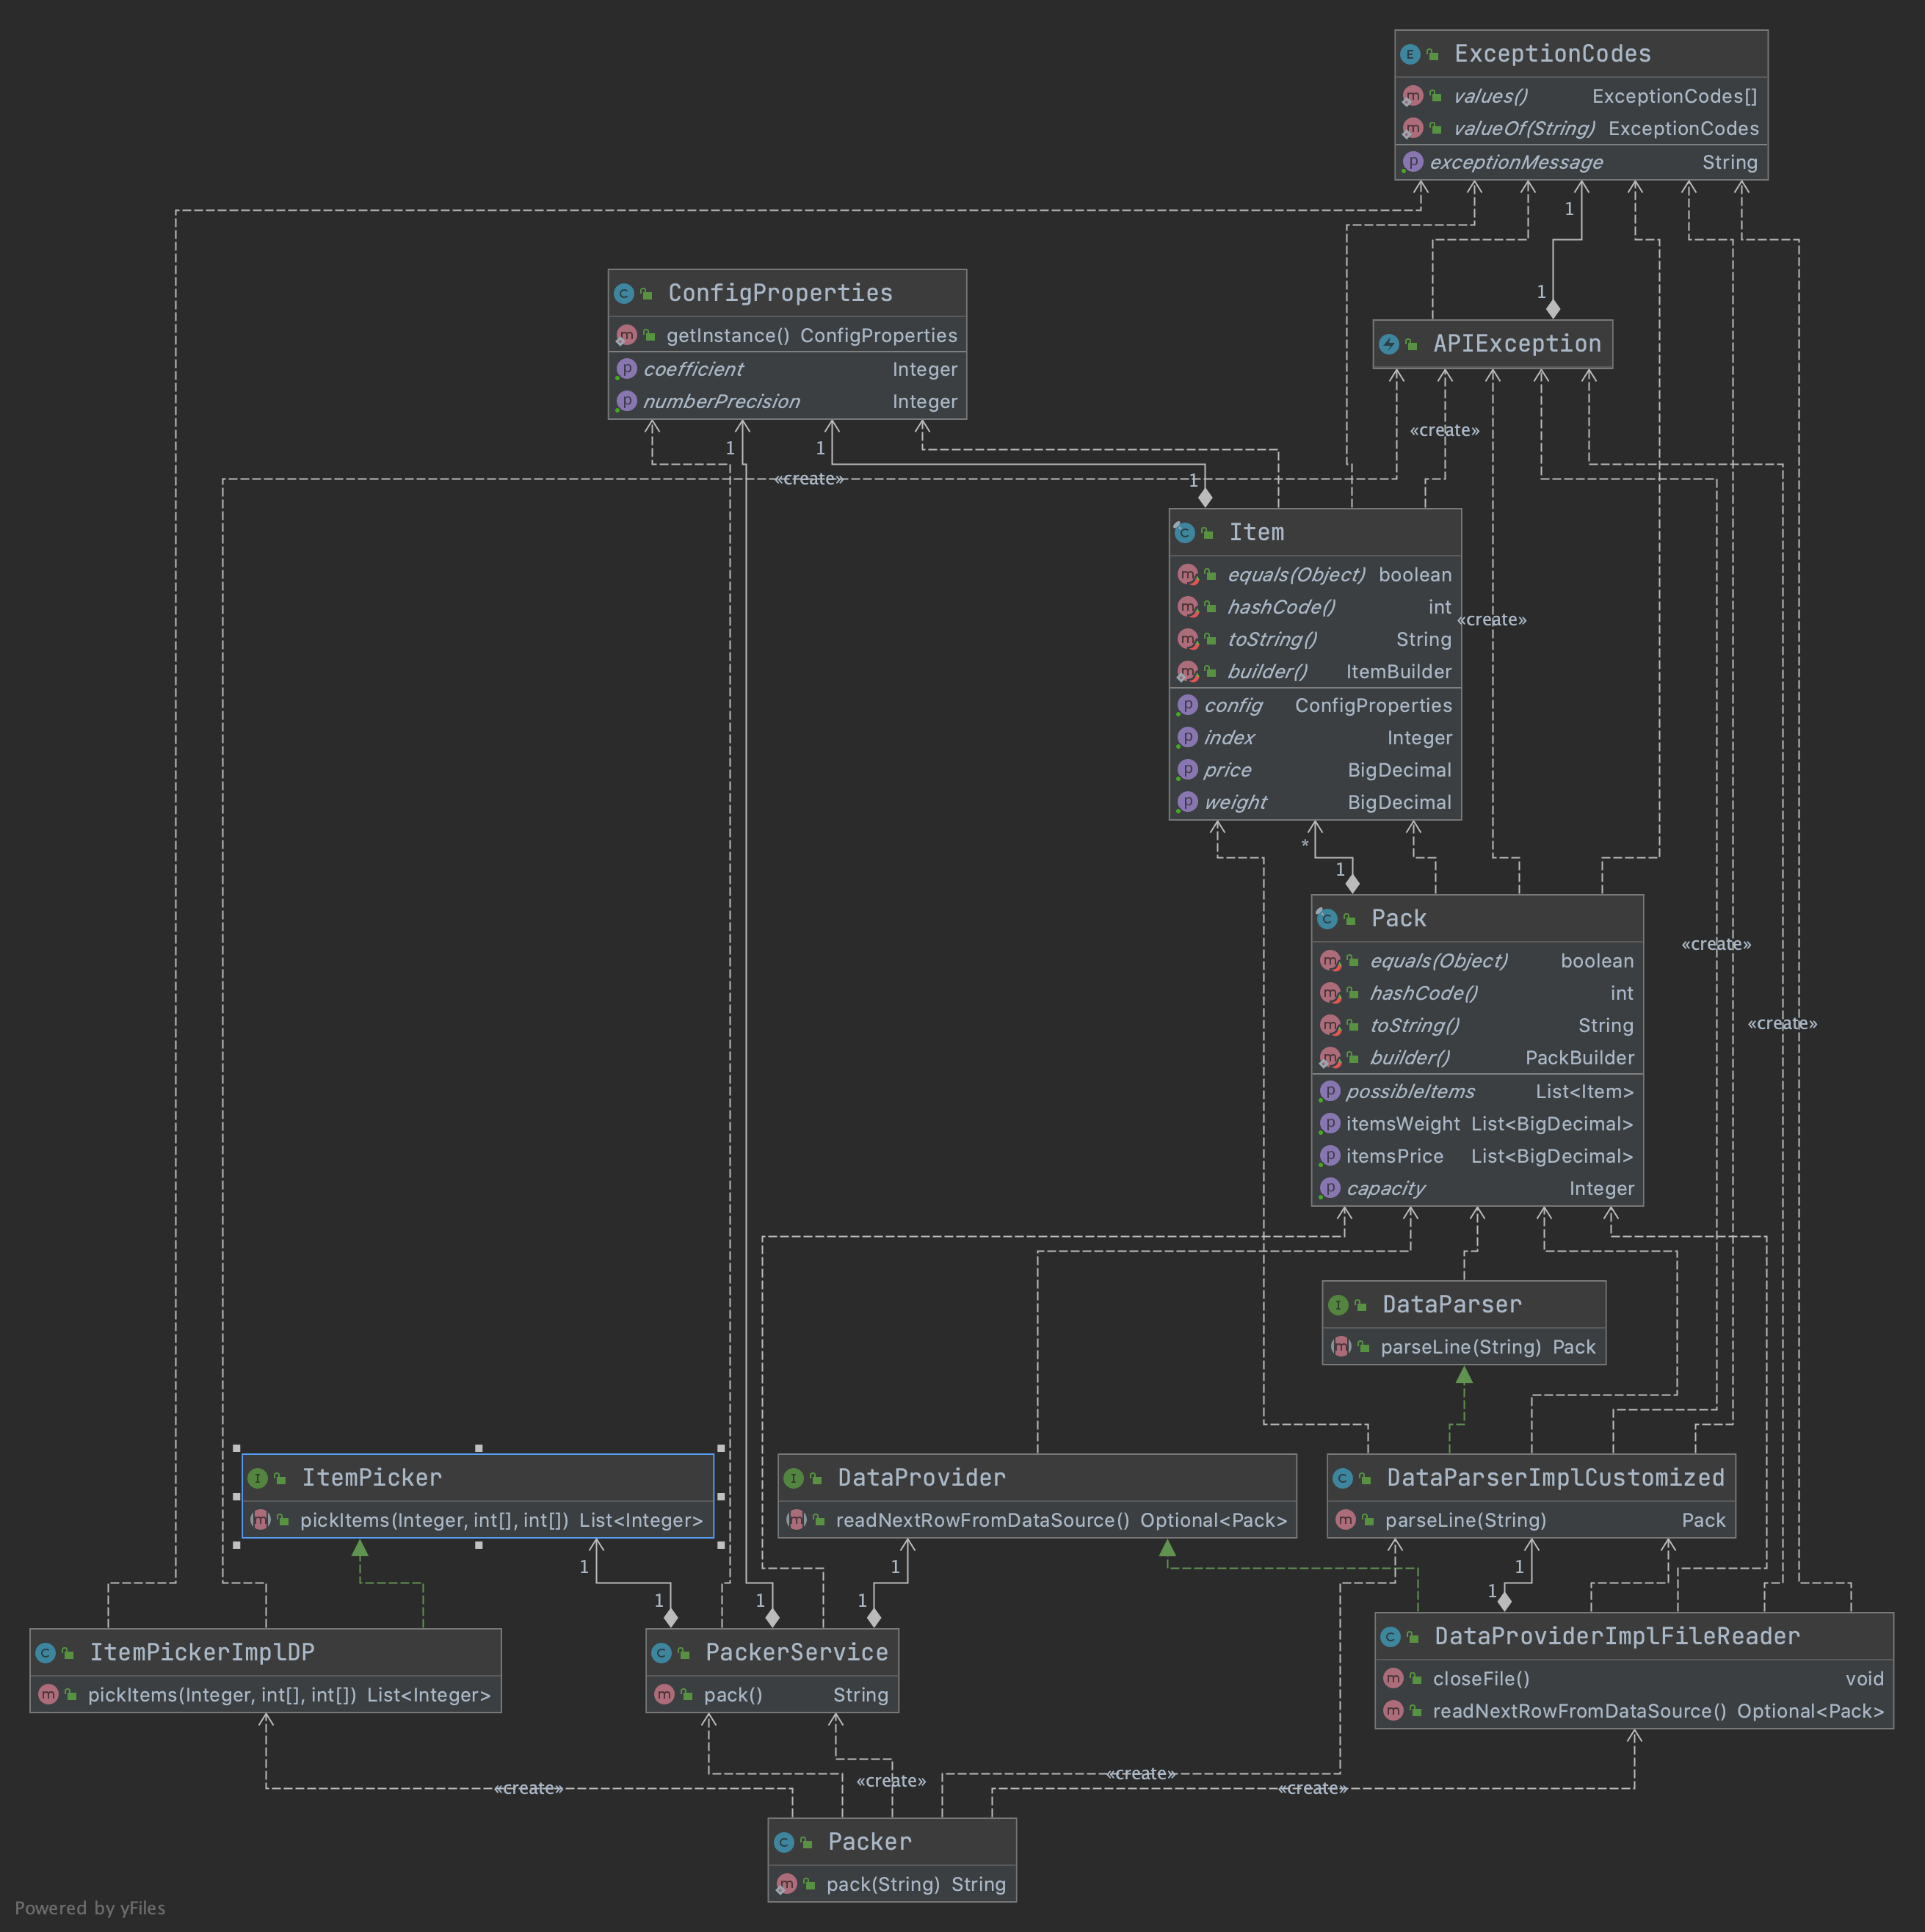 ExceptionCodes
values() ExceptionCodes[]
valueOf(String) ExceptionCodes
exceptionMessage String
1
1
APIException
ConfigProperties
getInstance() ConfigProperties
coefficient Integer
numberPrecision Integer
«create»
1
1
«create»
1
Item
equals(Object) boolean
hashCode() int
toString() String
builder() ItemBuilder
config ConfigProperties
index Integer
price BigDecimal
weight BigDecimal
«create»
*
1
Pack
equals(Object) boolean
hashCode() int
toString() String
builder() PackBuilder
possibleItems List<Item>
itemsWeight List<BigDecimal>
itemsPrice List<BigDecimal>
capacity Integer
«create»
«create»
DataParser
parseLine(String) Pack
ItemPicker
pickItems(Integer, int[], int[]) List<Integer>
DataProvider
readNextRowFromDataSource() Optional<Pack>
DataParserImplCustomized
parseLine(String) Pack
1
1
1
1
1
1
1
ItemPickerImplDP
pickItems(Integer, int[], int[]) List<Integer>
PackerService
pack() String
DataProviderImplFileReader
closeFile() void
readNextRowFromDataSource() Optional<Pack>
«create»
«create»
«create»
«create»
Packer
pack(String) String
Powered by yFiles